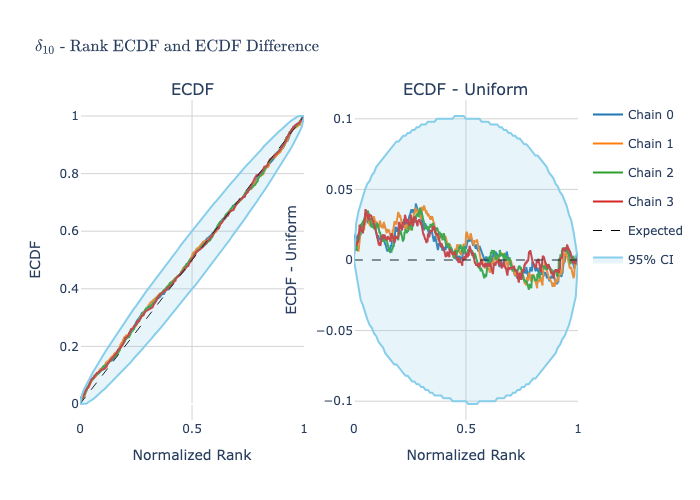 δ₁₀ - Rank ECDF and ECDF Difference
ECDF
ECDF
1
0.8
0.6
0.4
0.2
0
0
0.5
1
Normalized Rank
ECDF - Uniform
ECDF - Uniform
0.1
0.05
0
−0.05
−0.1
0
0.5
1
Normalized Rank
Chain 0
Chain 1
Chain 2
Chain 3
Expected
95% CI